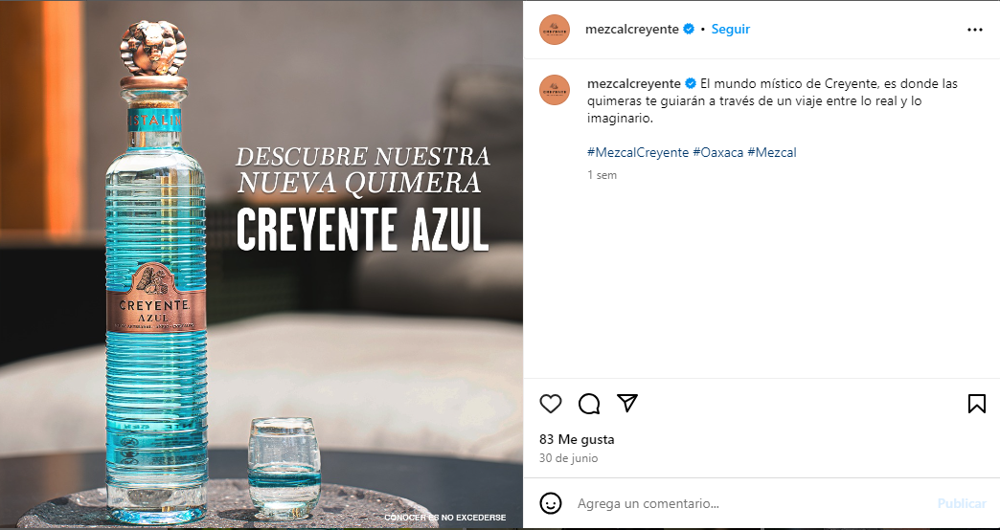 STALI
DESCUBRE NUESTRA
NUEVA QUIMERA
CREYENTE AZUL
CREYENTE
AZUL
CONOCER ES NO EXCEDERSE
mezcalcreyente • Seguir
mezcalcreyente El mundo místico de Creyente, es donde las
quimeras te guiarán a través de un viaje entre lo real y lo
imaginario.
#MezcalCreyente #Oaxaca #Mezcal
1 sem
83 Me gusta
30 de junio
Agrega un comentario...
Publicar